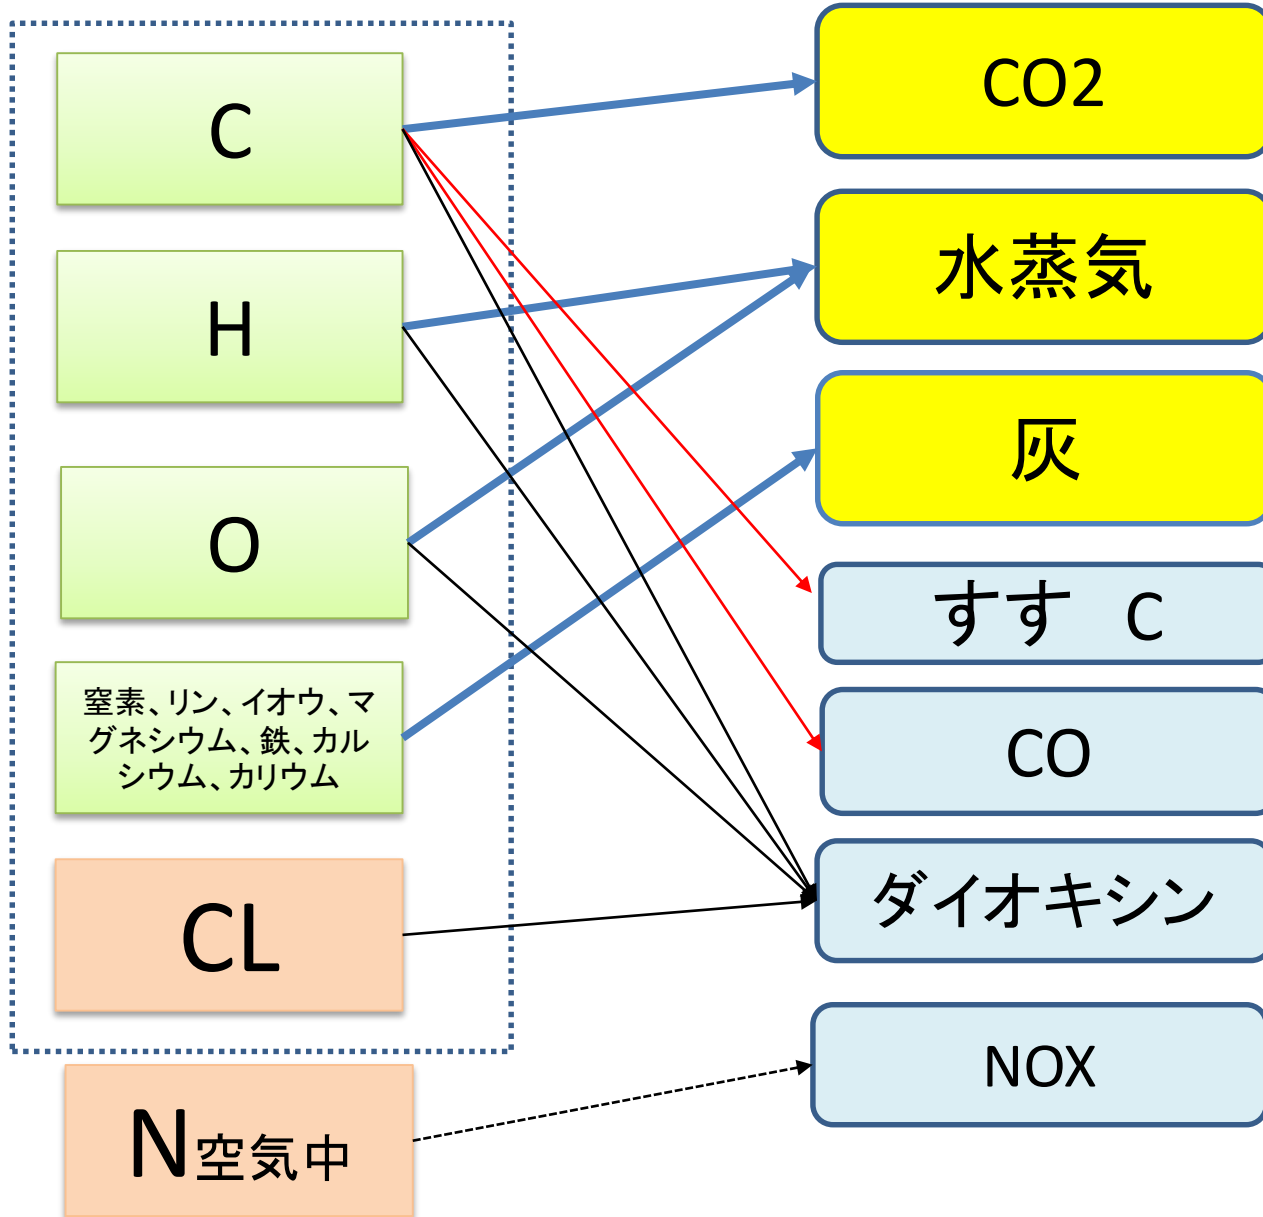 C
H
O
窒素、リン、イオウ、マ
グネシウム、鉄、カル
シウム、カリウム
CL
N空気中
CO2
水蒸気
灰
すす　C
CO
ダイオキシン
NOX